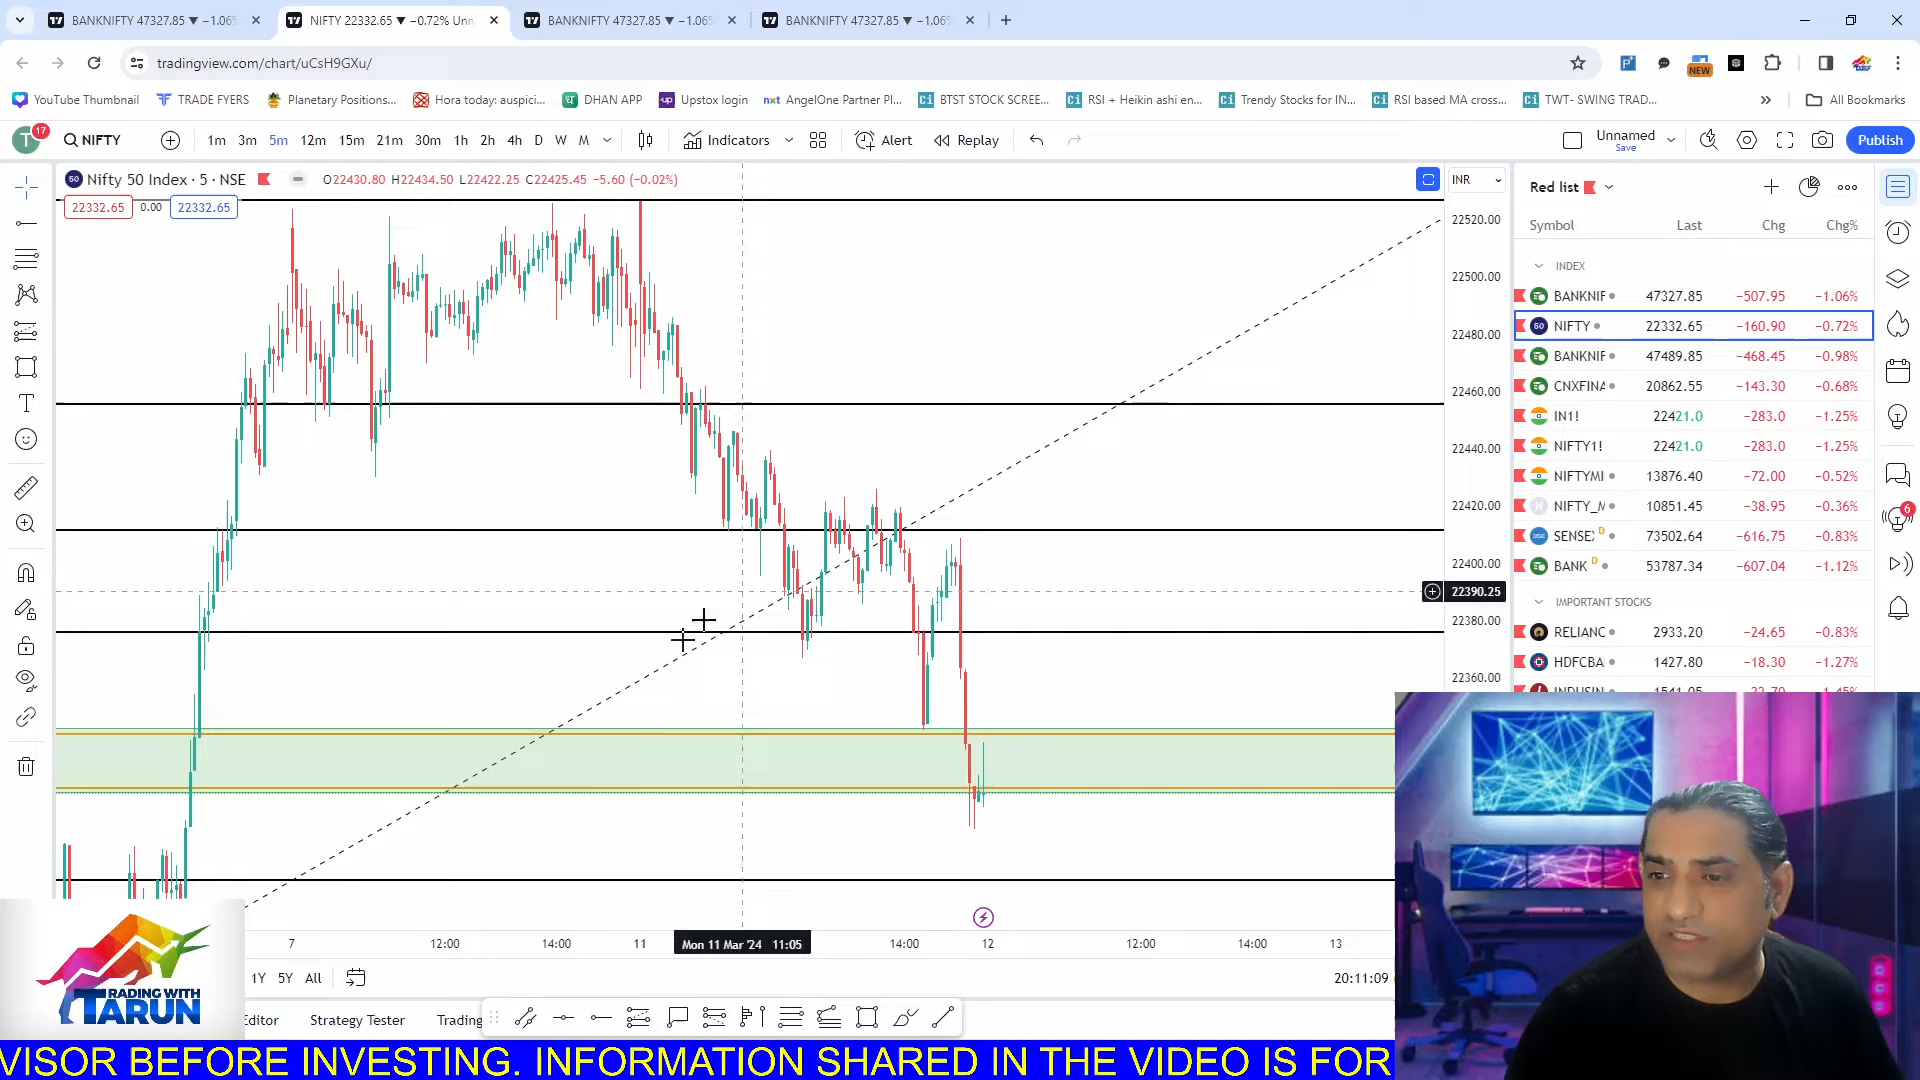 BANKNIFTY 47327.85 ▼ −1.06%
NIFTY 22332.65 ▼ −0.72% Unn
BANKNIFTY 47327.85 ▼ −1.06%
BANKNIFTY 47327.85 ▼ −1.06%
tradingview.com/chart/uCsH9GXu/
NEW
YouTube Thumbnail
TRADE FYERS
Planetary Positions...
Hora today: auspici...
DHAN APP
Upstox login
AngelOne Partner Pl...
BTST STOCK SCREE...
RSI + Heikin ashi en...
Trendy Stocks for IN...
RSI based MA cross...
TWT- SWING TRAD...
All Bookmarks
T 17 NIFTY 1m 3m 5m 12m 15m 21m 30m 1h 2h 4h D W M Indicators Alert Replay Unnamed Save Publish
Nifty 50 Index · 5 · NSE O22430.80 H22434.50 L22422.25 C22425.45 −5.60 (−0.02%)
22332.65 0.00 22332.65
INR
22520.00
22500.00
22480.00
22460.00
22440.00
22420.00
22400.00
22390.25
22380.00
22360.00
Red list
Symbol Last Chg Chg%
INDEX
BANKNIF 47327.85 −507.95 −1.06%
NIFTY 22332.65 −160.90 −0.72%
BANKNIF 47489.85 −468.45 −0.98%
CNXFINA 20862.55 −143.30 −0.68%
IN1! 22421.0 −283.0 −1.25%
NIFTY1! 22421.0 −283.0 −1.25%
NIFTYMI 13876.40 −72.00 −0.52%
NIFTY_M 10851.45 −38.95 −0.36%
SENSE D 73502.64 −616.75 −0.83%
BANK D 53787.34 −607.04 −1.12%
IMPORTANT STOCKS
RELIANC 2933.20 −24.65 −0.83%
HDFCBA 1427.80 −18.30 −1.27%
6
7 12:00 14:00 11 Mon 11 Mar '24 11:05 14:00 12 12:00 14:00 13
1Y 5Y All 20:11:09
Editor Strategy Tester Trading
TRADING WITH
TARUN
VISOR BEFORE INVESTING. INFORMATION SHARED IN THE VIDEO IS FOR